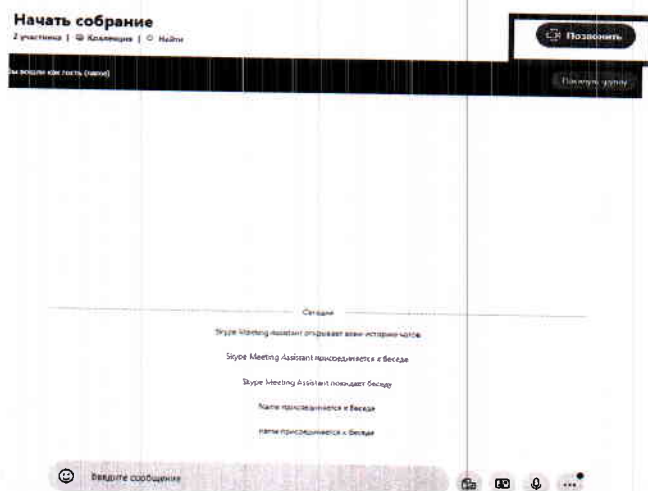 Начать собрание
2 участника | Коллекция | Найти
Позвонить
Вы вошли как гость (name)
Покинуть группу
Сегодня
Skype Meeting Assistant открывает всем историю чатов
Skype Meeting Assistant присоединяется к беседе
Skype Meeting Assistant покидает беседу
Name присоединяется к беседе
name присоединяется к беседе
Введите сообщение